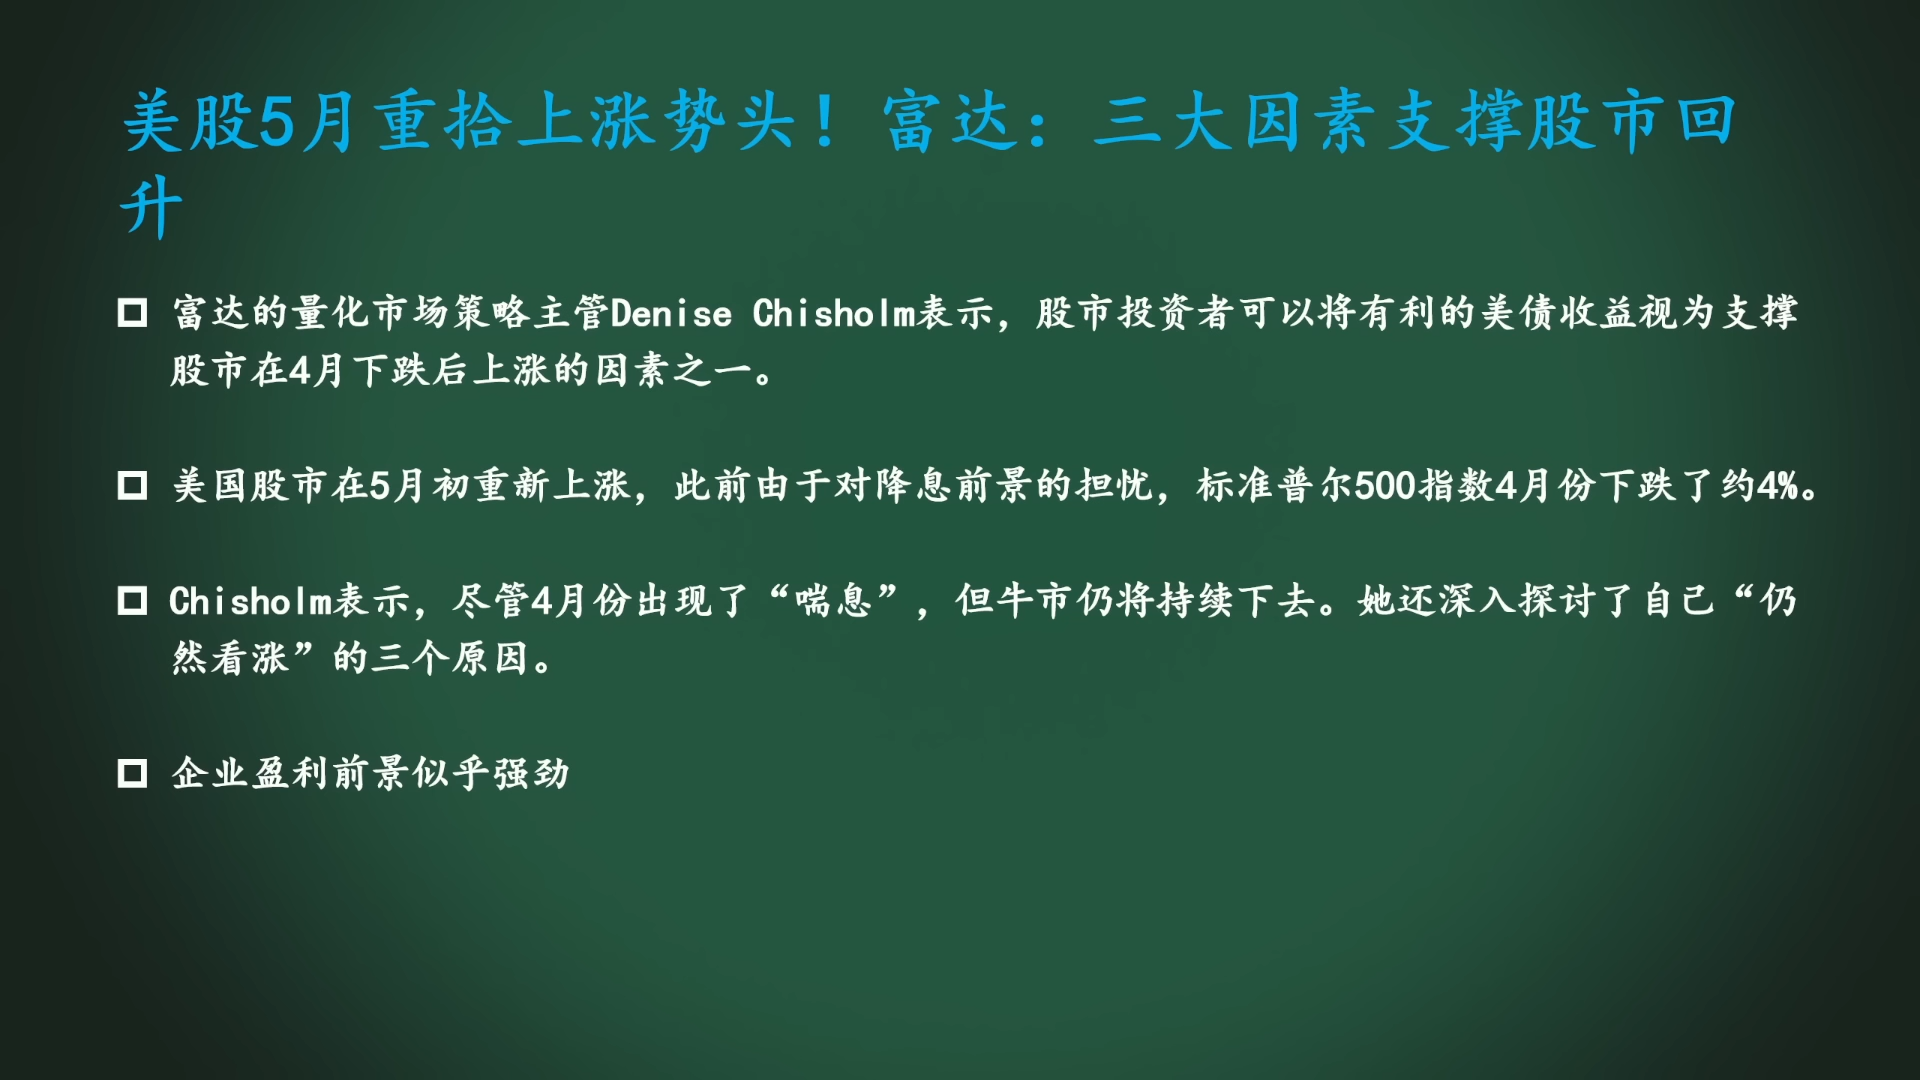 美股5月重拾上涨势头！富达：三大因素支撑股市回
升
富达的量化市场策略主管Denise Chisholm表示，股市投资者可以将有利的美债收益视为支撑
股市在4月下跌后上涨的因素之一。
美国股市在5月初重新上涨，此前由于对降息前景的担忧，标准普尔500指数4月份下跌了约4%。
Chisholm表示，尽管4月份出现了“喘息”，但牛市仍将持续下去。她还深入探讨了自己“仍
然看涨”的三个原因。
企业盈利前景似乎强劲